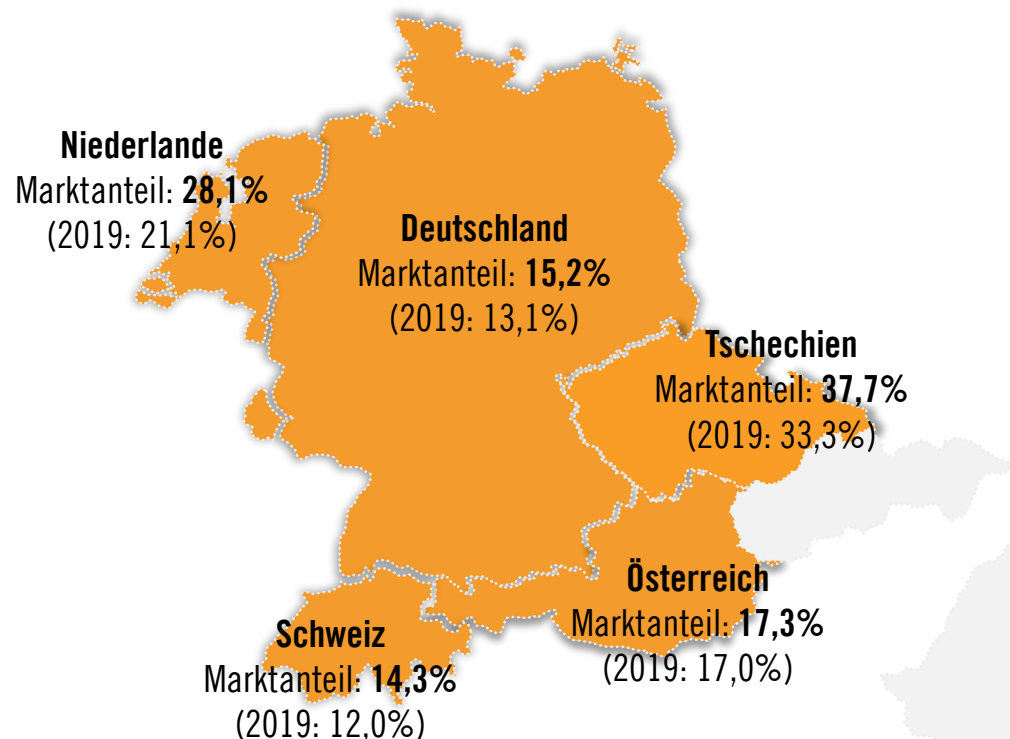 Niederlande
Marktanteil: 28,1%
(2019: 21,1%)
Deutschland
Marktanteil: 15,2%
(2019: 13,1%)
Tschechien
Marktanteil: 37,7%
(2019: 33,3%)
Österreich
Marktanteil: 17,3%
(2019: 17,0%)
Schweiz
Marktanteil: 14,3%
(2019: 12,0%)